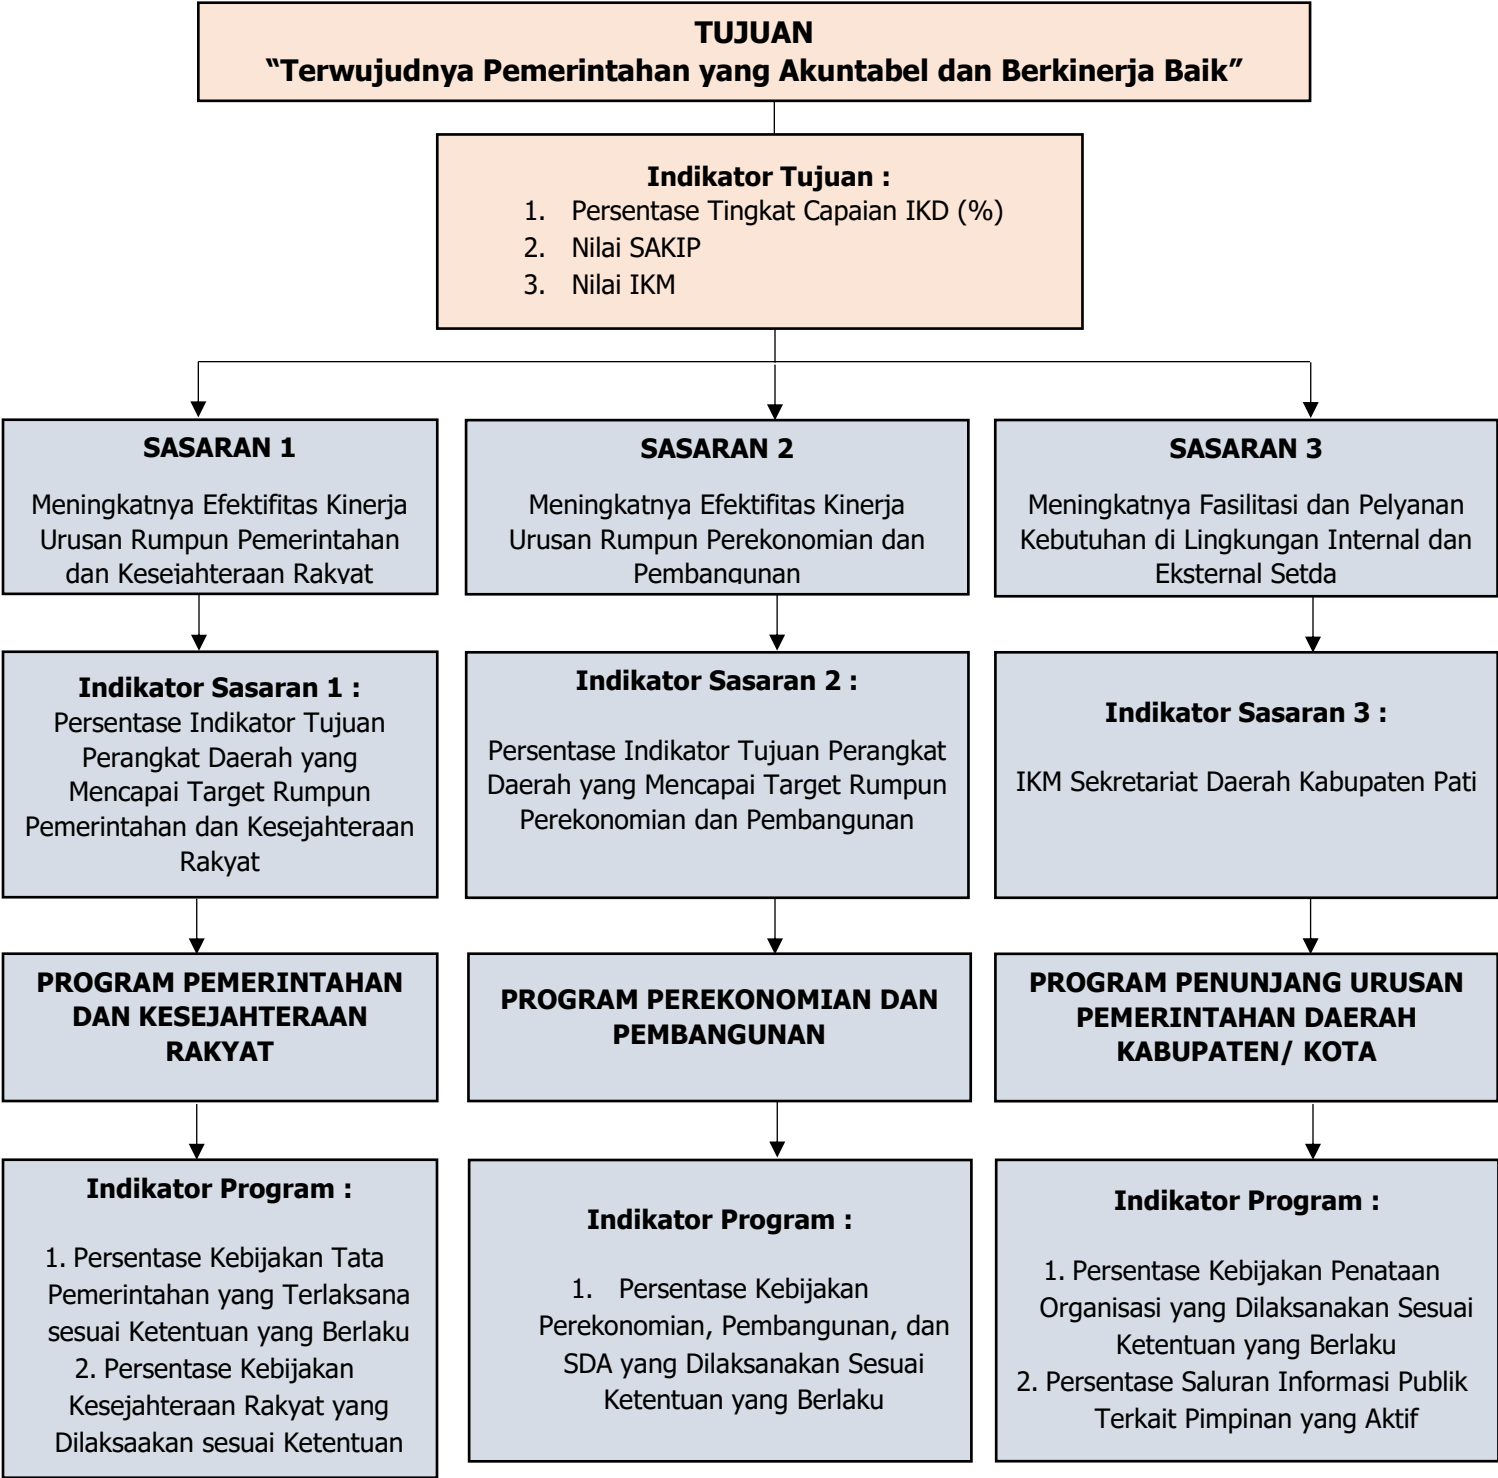 TUJUAN
“Terwujudnya Pemerintahan yang Akuntabel dan Berkinerja Baik”
Indikator Tujuan :
1. Persentase Tingkat Capaian IKD (%)
2. Nilai SAKIP
3. Nilai IKM
SASARAN 1
Meningkatnya Efektifitas Kinerja
Urusan Rumpun Pemerintahan
dan Kesejahteraan Rakyat
SASARAN 2
Meningkatnya Efektifitas Kinerja
Urusan Rumpun Perekonomian dan
Pembangunan
SASARAN 3
Meningkatnya Fasilitasi dan Pelyanan
Kebutuhan di Lingkungan Internal dan
Eksternal Setda
Indikator Sasaran 1 :
Persentase Indikator Tujuan
Perangkat Daerah yang
Mencapai Target Rumpun
Pemerintahan dan Kesejahteraan
Rakyat
Indikator Sasaran 2 :
Persentase Indikator Tujuan Perangkat
Daerah yang Mencapai Target Rumpun
Perekonomian dan Pembangunan
Indikator Sasaran 3 :
IKM Sekretariat Daerah Kabupaten Pati
PROGRAM PEMERINTAHAN
DAN KESEJAHTERAAN
RAKYAT
PROGRAM PEREKONOMIAN DAN
PEMBANGUNAN
PROGRAM PENUNJANG URUSAN
PEMERINTAHAN DAERAH
KABUPATEN/ KOTA
Indikator Program :
1. Persentase Kebijakan Tata
Pemerintahan yang Terlaksana
sesuai Ketentuan yang Berlaku
2. Persentase Kebijakan
Kesejahteraan Rakyat yang
Dilaksaakan sesuai Ketentuan
Indikator Program :
1. Persentase Kebijakan
Perekonomian, Pembangunan, dan
SDA yang Dilaksanakan Sesuai
Ketentuan yang Berlaku
Indikator Program :
1. Persentase Kebijakan Penataan
Organisasi yang Dilaksanakan Sesuai
Ketentuan yang Berlaku
2. Persentase Saluran Informasi Publik
Terkait Pimpinan yang Aktif